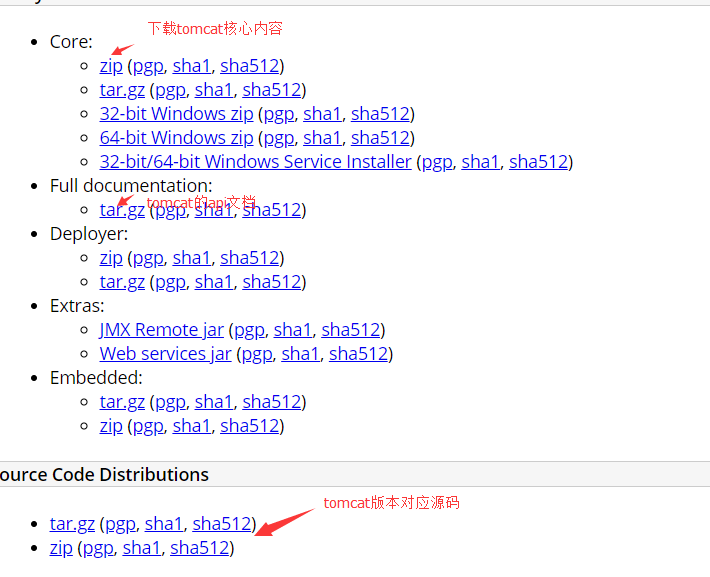 下载tomcat核心内容
Core:
zip (pgp, sha1, sha512)
tar.gz (pgp, sha1, sha512)
32-bit Windows zip (pgp, sha1, sha512)
64-bit Windows zip (pgp, sha1, sha512)
32-bit/64-bit Windows Service Installer (pgp, sha1, sha512)
Full documentation:
tomcat的api文档
tar.gz (pgp, sha1, sha512)
Deployer:
zip (pgp, sha1, sha512)
tar.gz (pgp, sha1, sha512)
Extras:
JMX Remote jar (pgp, sha1, sha512)
Web services jar (pgp, sha1, sha512)
Embedded:
tar.gz (pgp, sha1, sha512)
zip (pgp, sha1, sha512)
ource Code Distributions
tomcat版本对应源码
tar.gz (pgp, sha1, sha512)
zip (pgp, sha1, sha512)